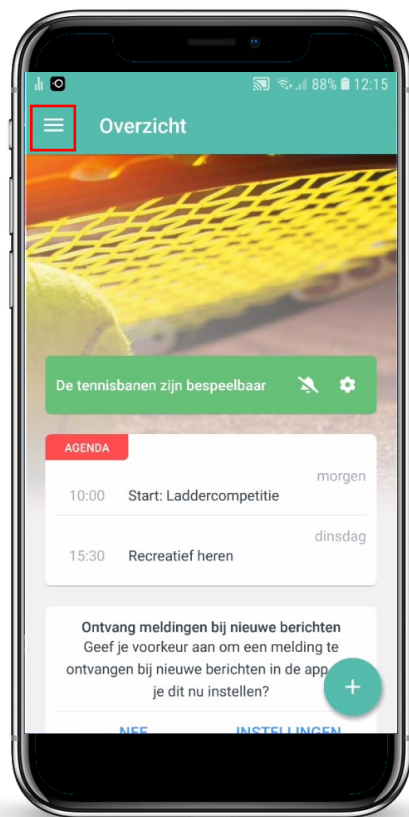 88% 12:15
Overzicht
De tennisbanen zijn bespeelbaar
AGENDA
morgen
10:00 Start: Laddercompetitie
dinsdag
15:30 Recreatief heren
Ontvang meldingen bij nieuwe berichten
Geef je voorkeur aan om een melding te
ontvangen bij nieuwe berichten in de app
je dit nu instellen?
NEE INSTELLINGEN